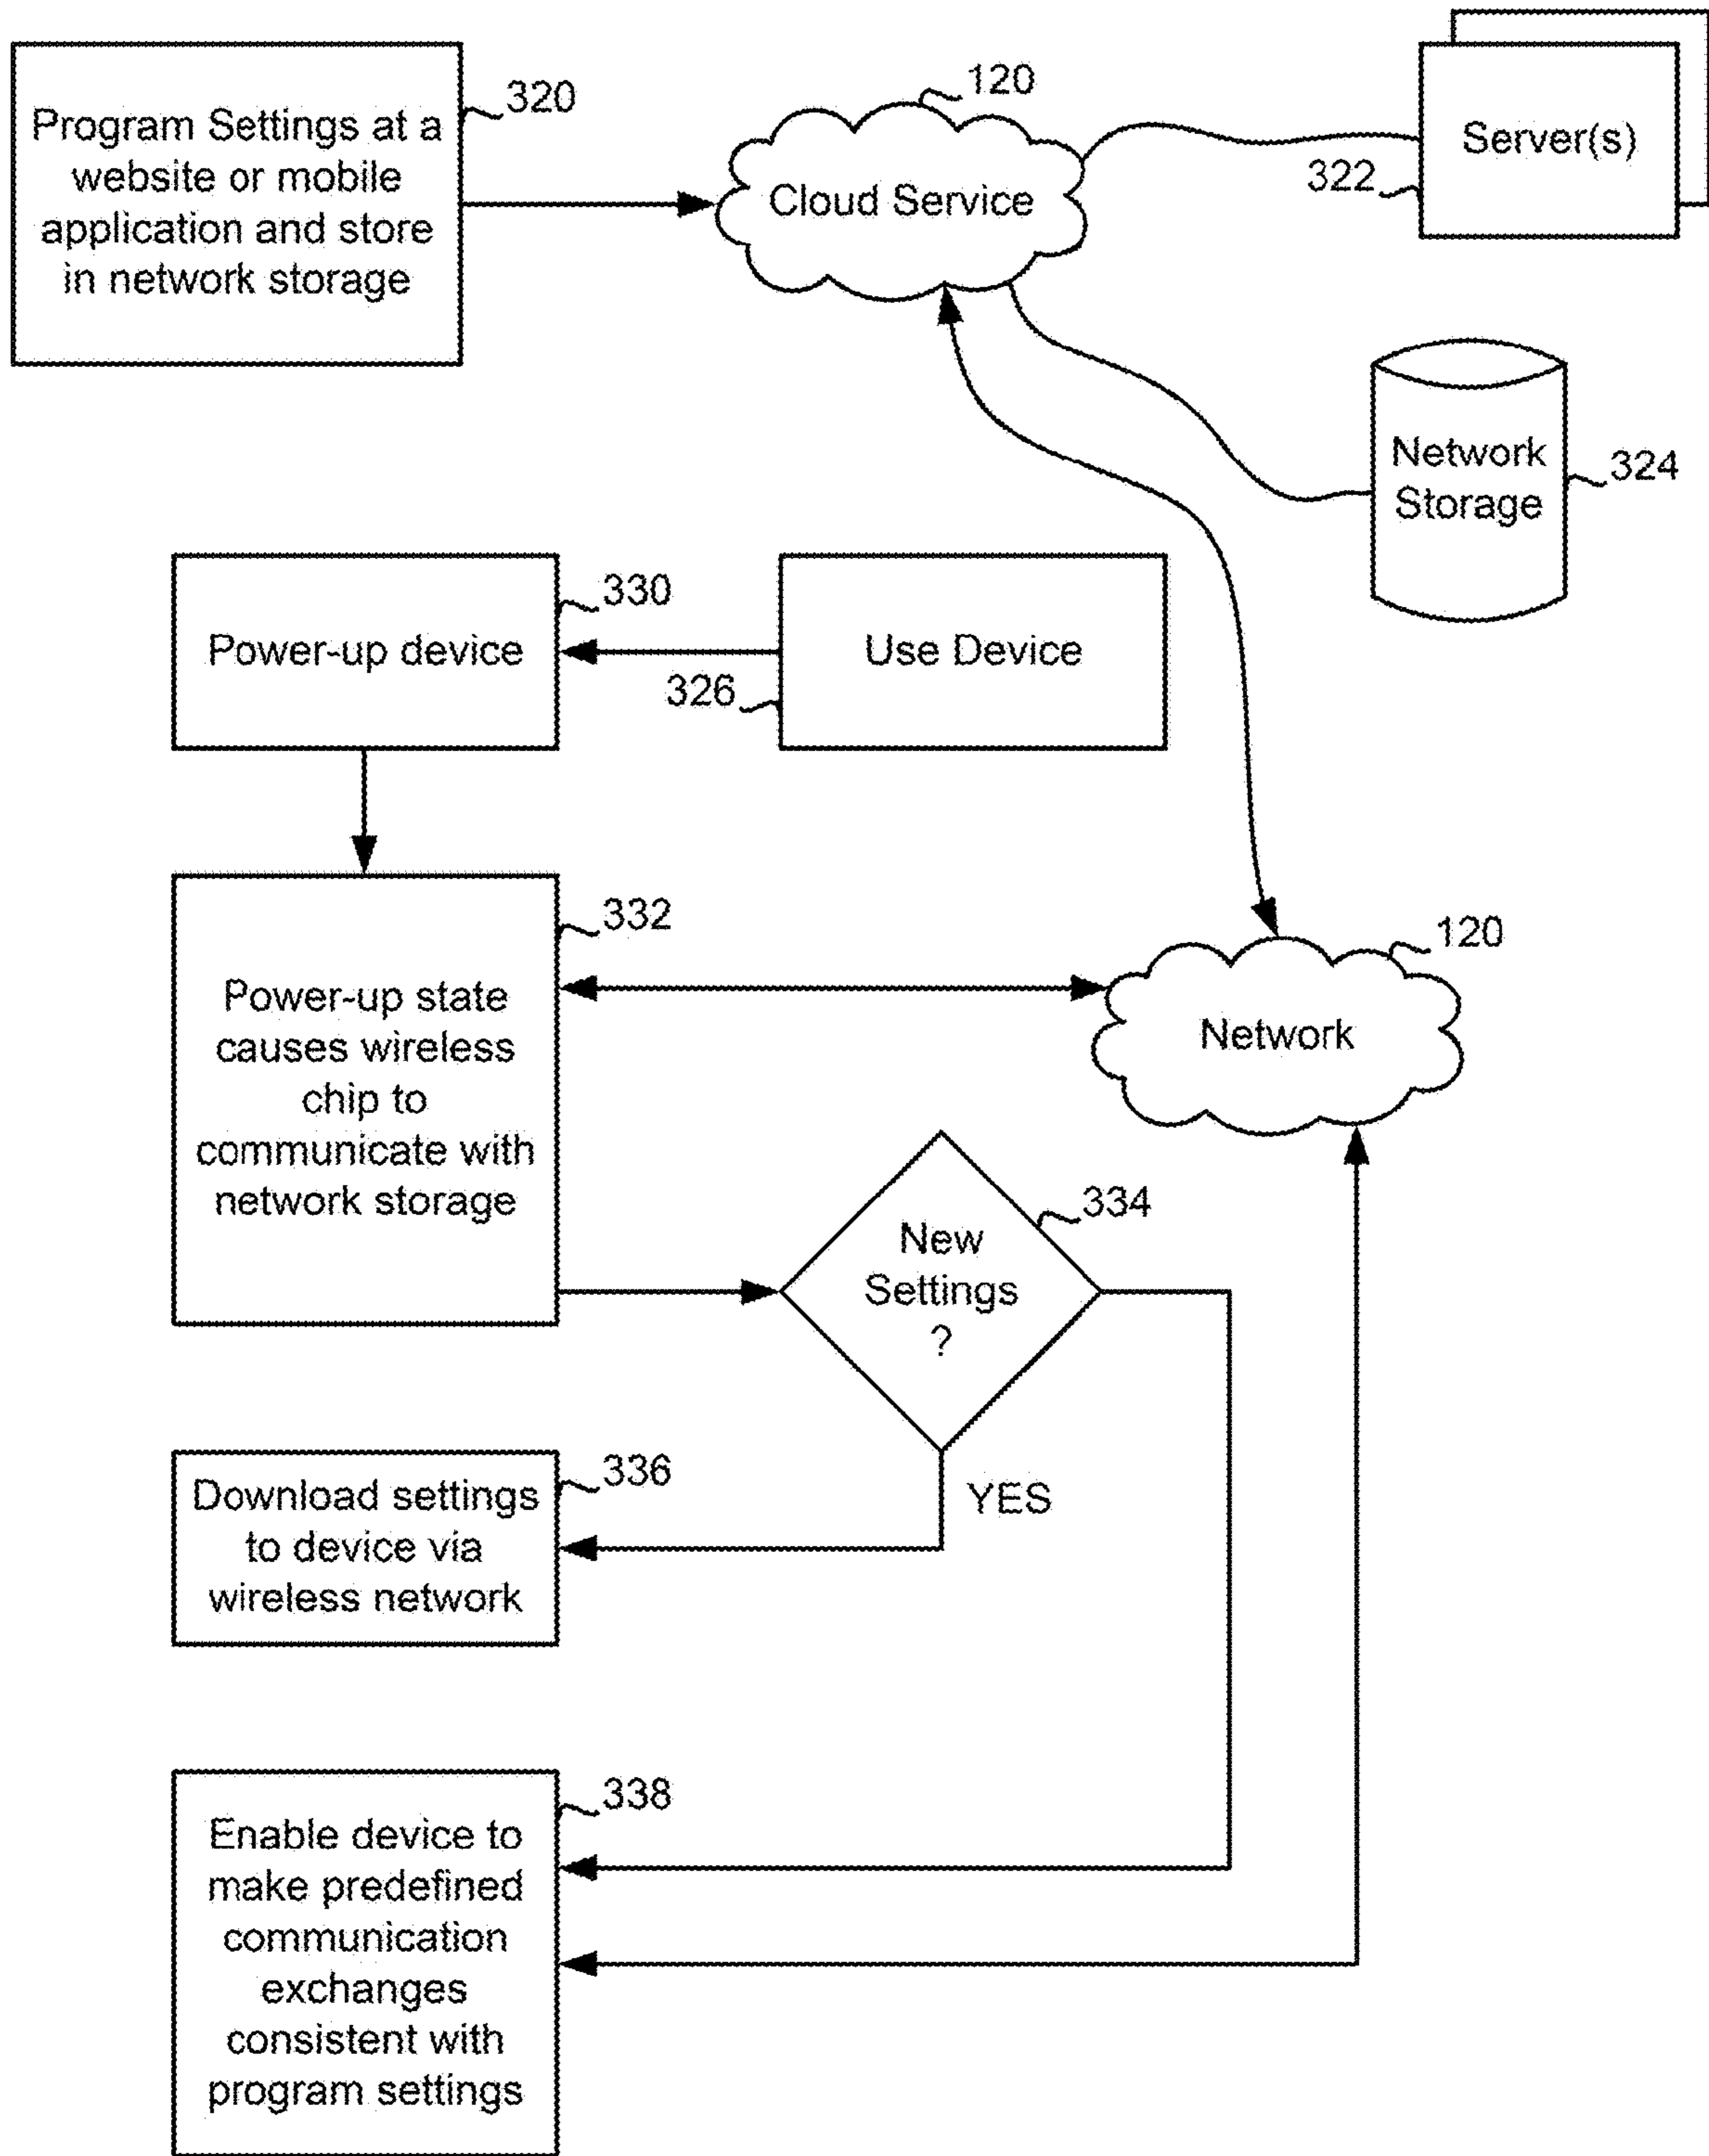 Program Settings at a
website or mobile
application and store
in network storage
320
120
Cloud Service
Server(s)
322
Network
Storage
324
Power-up device
330
Use Device
326
Power-up state
causes wireless
chip to
communicate with
network storage
332
120
Network
New
Settings
?
334
YES
Download settings
to device via
wireless network
336
Enable device to
make predefined
communication
exchanges
consistent with
program settings
338